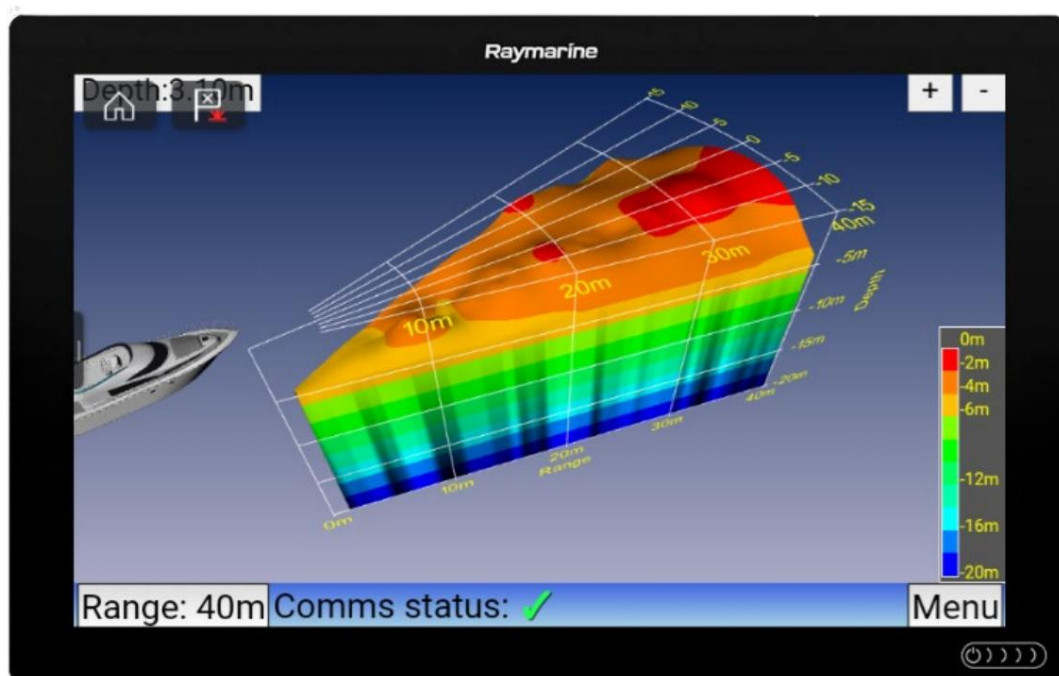 Raymarine
Depth:3.10m
+ -
15
10
5
0
-5
-10
-15
40m
30m
20m
10m
-5m
-10m
-15m
-20m
Depth
0m
10m
20m
30m
40m
Range
0m
-2m
-4m
-6m
-12m
-16m
-20m
Range: 40m Comms status: ✓ Menu